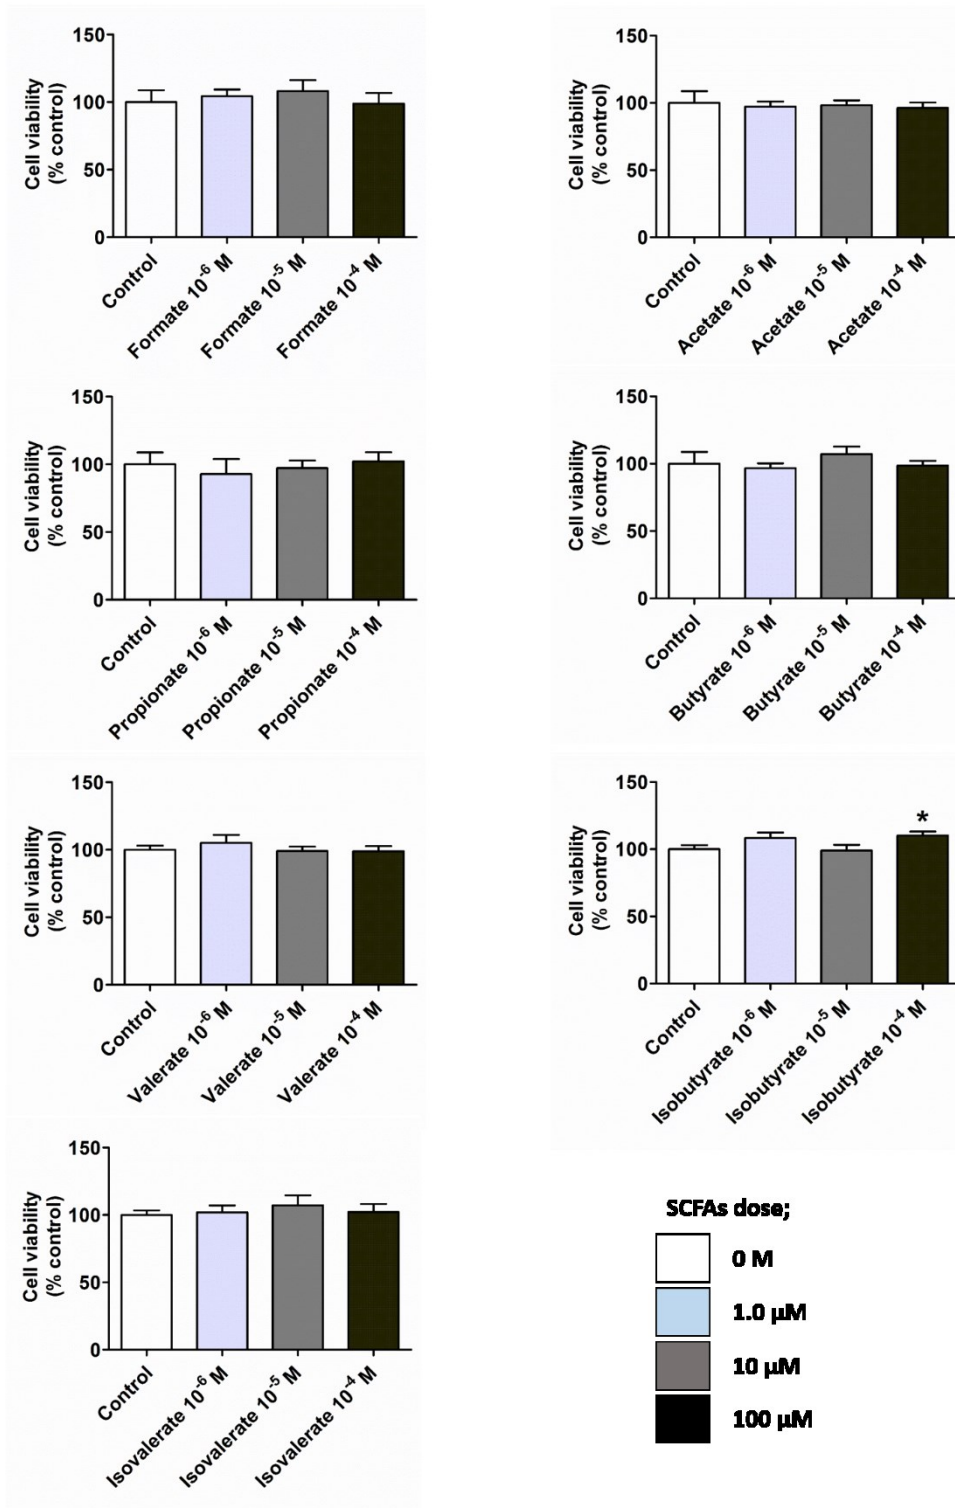 Cell viability
(% control)
150
100
50
0
Control
Formate 10⁻⁶ M
Formate 10⁻⁵ M
Formate 10⁻⁴ M
Cell viability
(% control)
150
100
50
0
Control
Acetate 10⁻⁶ M
Acetate 10⁻⁵ M
Acetate 10⁻⁴ M
Cell viability
(% control)
150
100
50
0
Control
Propionate 10⁻⁶ M
Propionate 10⁻⁵ M
Propionate 10⁻⁴ M
Cell viability
(% control)
150
100
50
0
Control
Butyrate 10⁻⁶ M
Butyrate 10⁻⁵ M
Butyrate 10⁻⁴ M
Cell viability
(% control)
150
100
50
0
Control
Valerate 10⁻⁶ M
Valerate 10⁻⁵ M
Valerate 10⁻⁴ M
Cell viability
(% control)
150
100
50
0
*
Control
Isobutyrate 10⁻⁶ M
Isobutyrate 10⁻⁵ M
Isobutyrate 10⁻⁴ M
Cell viability
(% control)
150
100
50
0
Control
Isovalerate 10⁻⁶ M
Isovalerate 10⁻⁵ M
Isovalerate 10⁻⁴ M
SCFAs dose;
0 M
1.0 µM
10 µM
100 µM